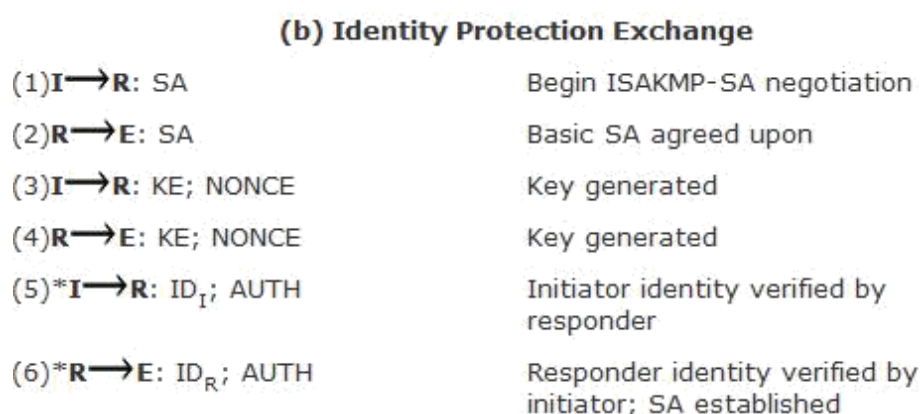 (b) Identity Protection Exchange
(1)I→R: SA Begin ISAKMP-SA negotiation
(2)R→E: SA Basic SA agreed upon
(3)I→R: KE; NONCE Key generated
(4)R→E: KE; NONCE Key generated
(5)*I→R: ID_I; AUTH Initiator identity verified by
responder
(6)*R→E: ID_R; AUTH Responder identity verified by
initiator; SA established